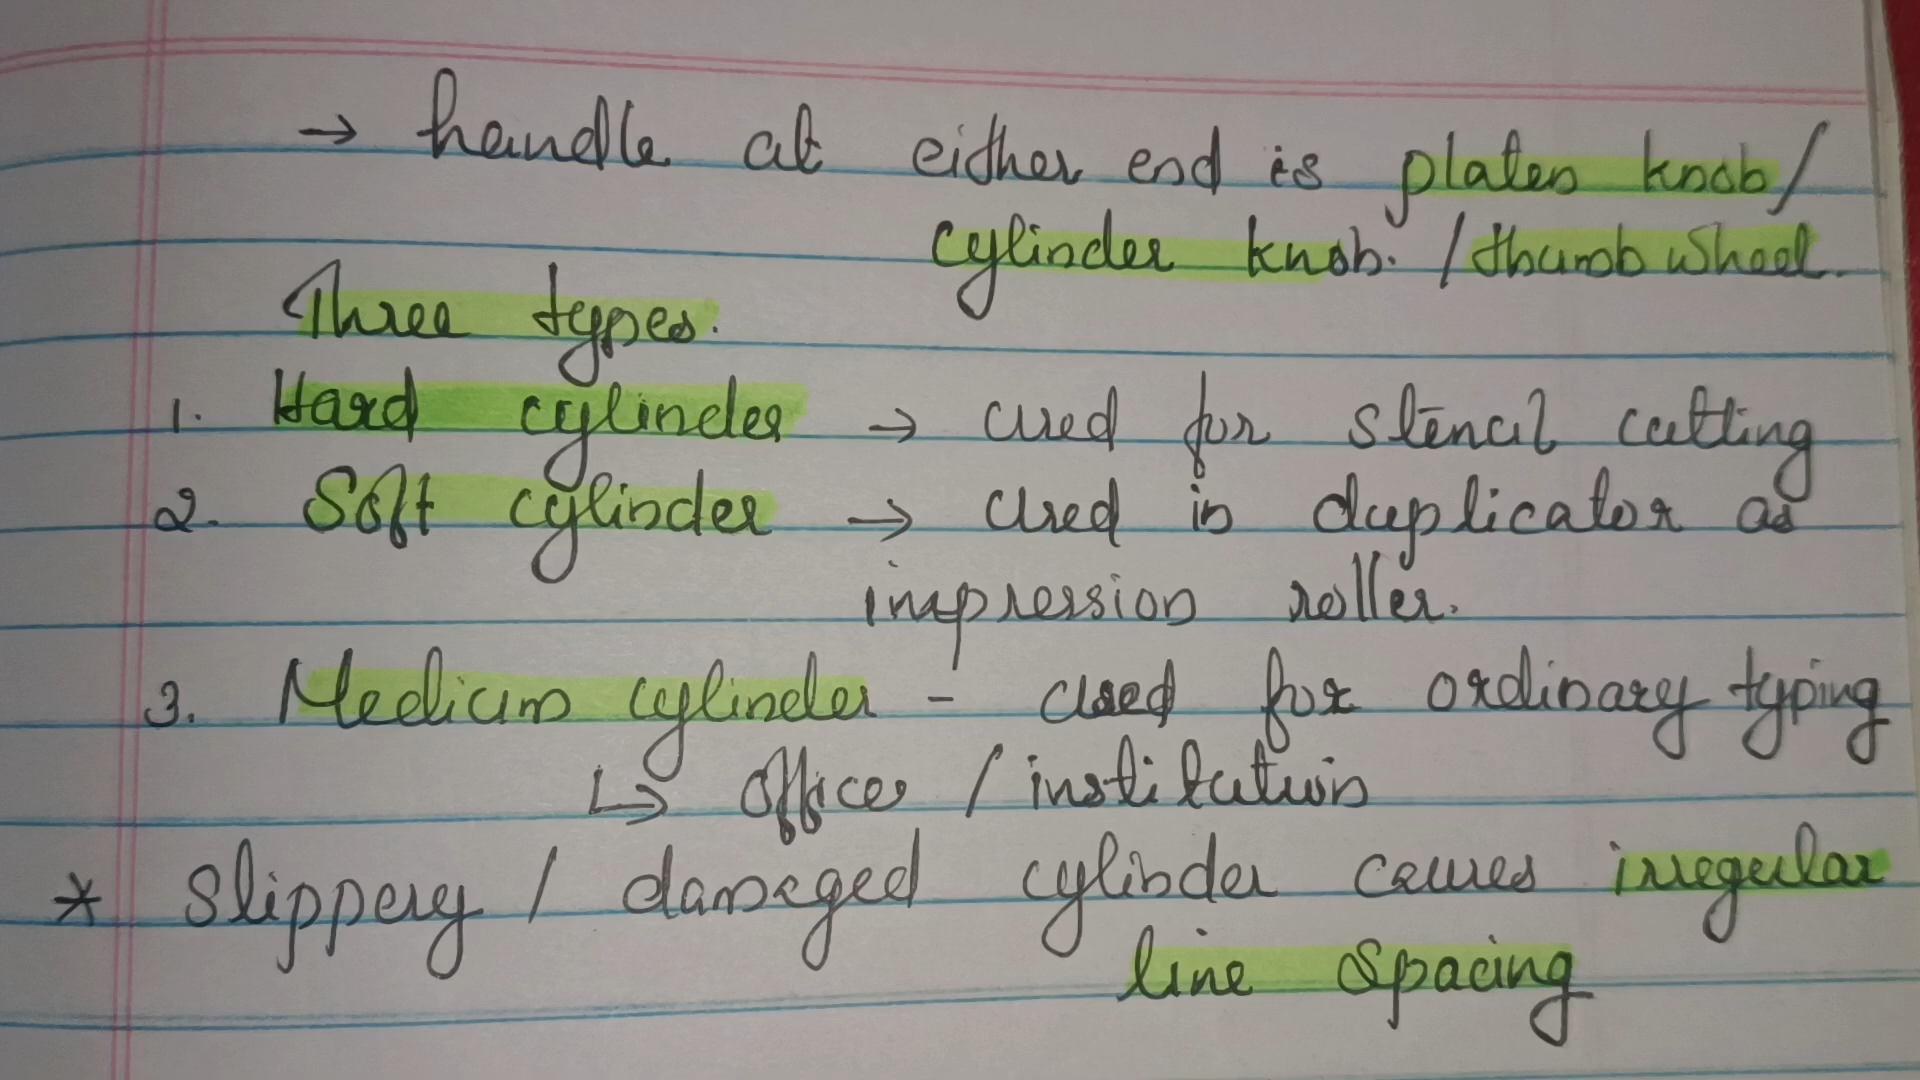 → handle at either end is platen knob/
cylinder knob. / thumb wheel.
Three types.
1. Hard cylinder → used for stencil cutting
2. Soft cylinder → used in duplicator as
impression roller.
3. Medium cylinder - used for ordinary typing
↳ offices / institution
* Slippery / damaged cylinder causes irregular
line spacing